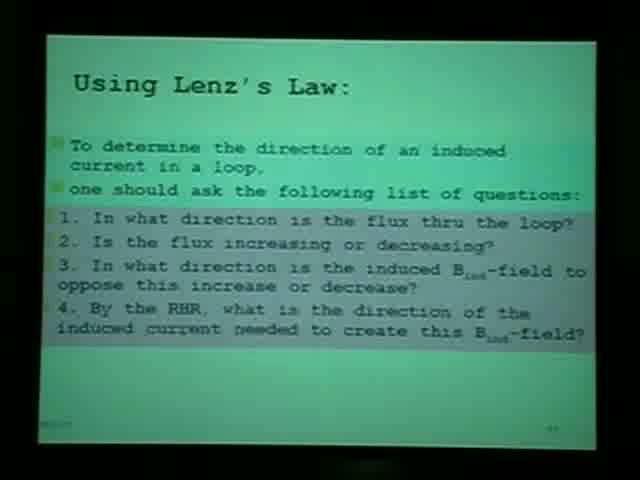 Using Lenz's Law:
To determine the direction of an induced
current in a loop,
one should ask the following list of questions:
1. In what direction is the flux thru the loop?
2. Is the flux increasing or decreasing?
3. In what direction is the induced Bind-field to
oppose this increase or decrease?
4. By the RHR, what is the direction of the
induced current needed to create this Bind-field?